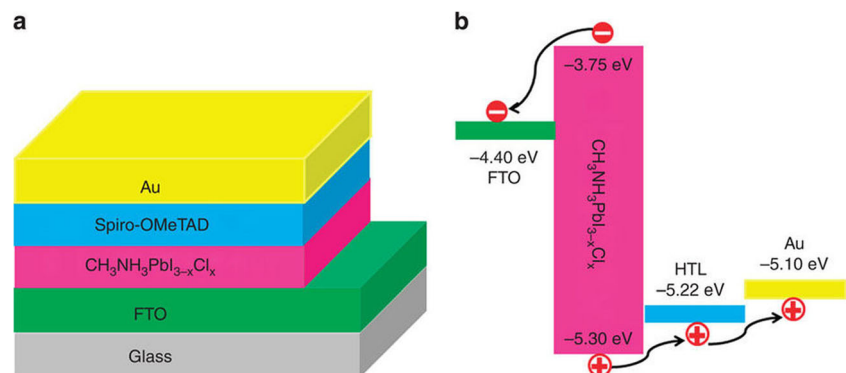 a
Au
Spiro-OMeTAD
CH₃NH₃PbI₃₋ₓClₓ
FTO
Glass
b
−3.75 eV
−4.40 eV
FTO
CH₃NH₃PbI₃₋ₓClₓ
HTL
−5.22 eV
Au
−5.10 eV
−5.30 eV